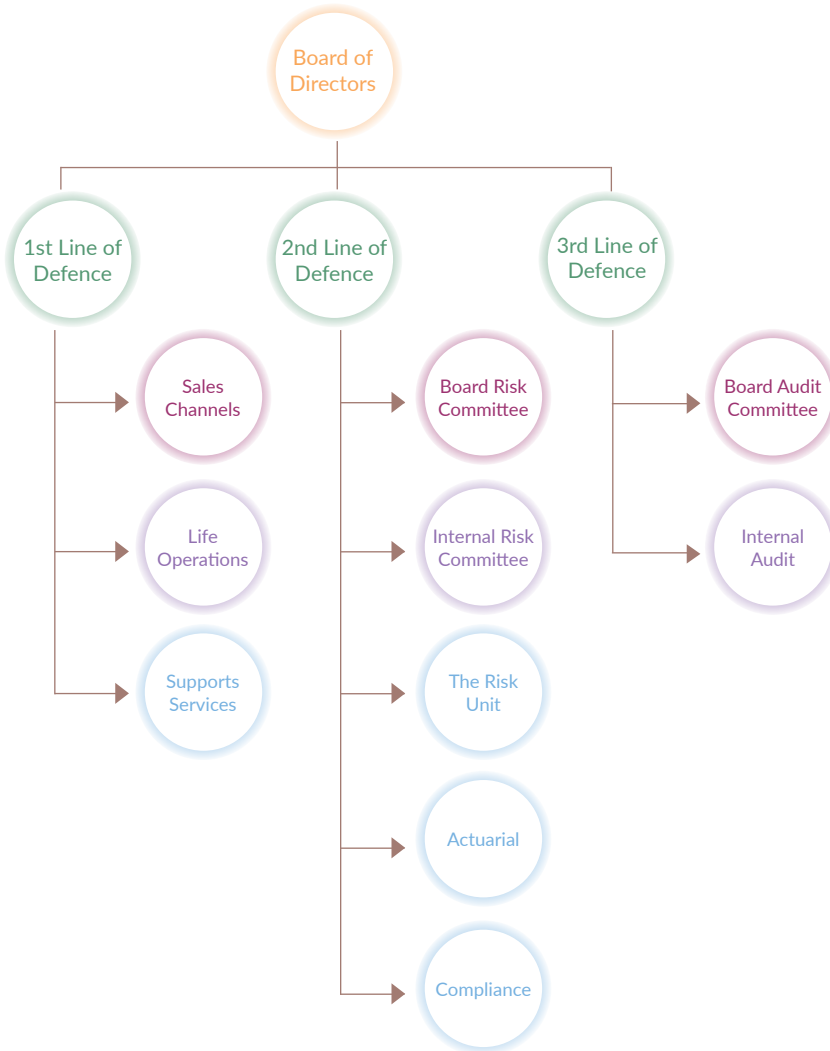 Board of
Directors
1st Line of
Defence
2nd Line of
Defence
3rd Line of
Defence
Sales
Channels
Board Risk
Committee
Board Audit
Committee
Life
Operations
Internal Risk
Committee
Internal
Audit
Supports
Services
The Risk
Unit
Actuarial
Compliance